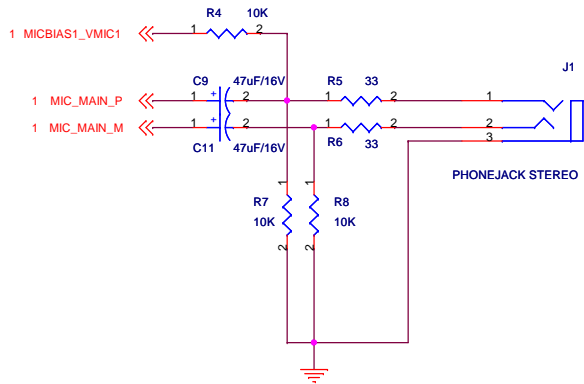 R4 10K
1 MICBIAS1_VMIC1 1 2
J1
C9 47uF/16V R5 33
1 MIC_MAIN_P 1 + 2 1 2 1
1 MIC_MAIN_M 1 + 2 1 2 2
3
C11 47uF/16V R6 33
PHONEJACK STEREO
1 1
R7 R8
10K 10K
2 2